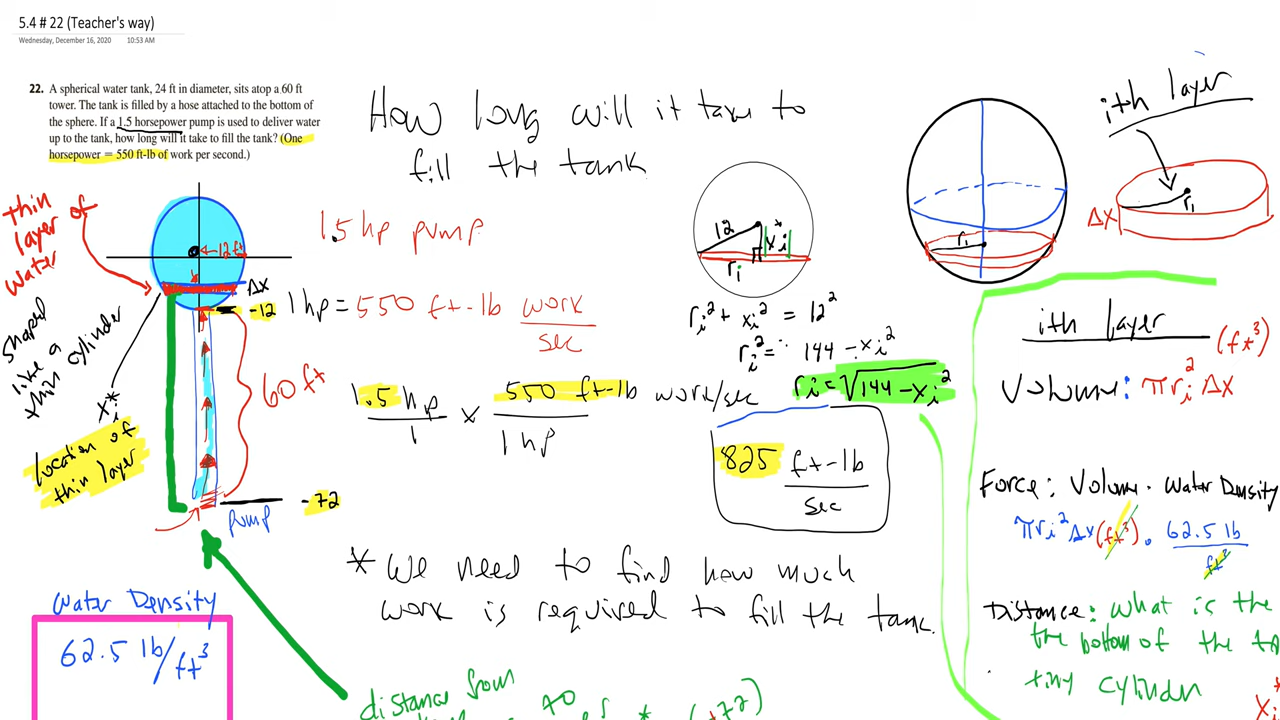 5.4 # 22 (Teacher's way)
Wednesday, December 16, 2020 10:53 AM
22. A spherical water tank, 24 ft in diameter, sits atop a 60 ft
tower. The tank is filled by a hose attached to the bottom of
the sphere. If a 1.5 horsepower pump is used to deliver water
up to the tank, how long will it take to fill the tank? (One
horsepower = 550 ft-lb of work per second.)
How long will it take to
fill the tank
1.5 hp pump
1 hp = 550 ft-lb work
sec
1.5 hp
1
×
550 ft-lb work/sec
1 hp
825 ft-lb
sec
* We need to find how much
work is required to fill the tank.
thin
layer of
water
shaped
like a
thin cylinder
xi*
location of
thin layer
12 ft
Δx
-12
60 ft
-72
pump
Water Density
62.5 lb/ft³
distance from
12
xi*
ri
ri² + xi² = 12²
ri² = 144 - xi²
ri = √144 - xi²
ith layer
ri
Δx
ri
ith layer
(ft³)
Volume: πri² Δx
Force: Volume · Water Density
πri² Δx (ft³) · 62.5 lb
ft³
Distance: What is the
the bottom of the
tiny cylinder